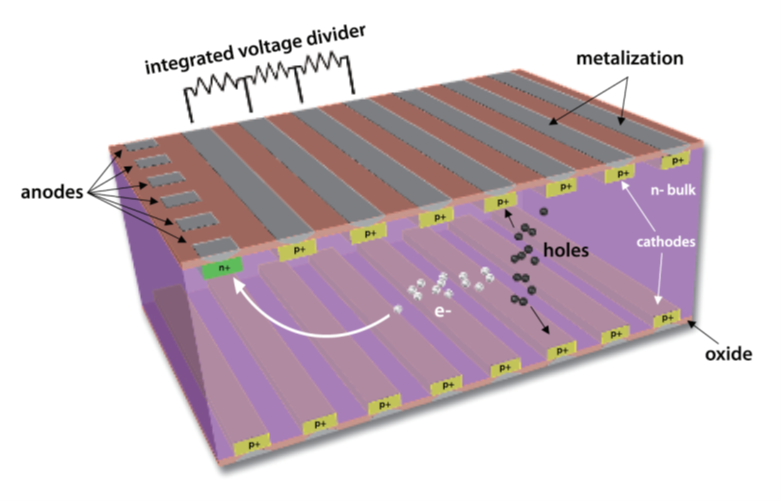 integrated voltage divider
metalization
anodes
p+
p+
n- bulk
p+
p+
cathodes
p+
p+
holes
p+
n+
e-
p+
p+
oxide
p+
p+
p+
p+
p+
p+